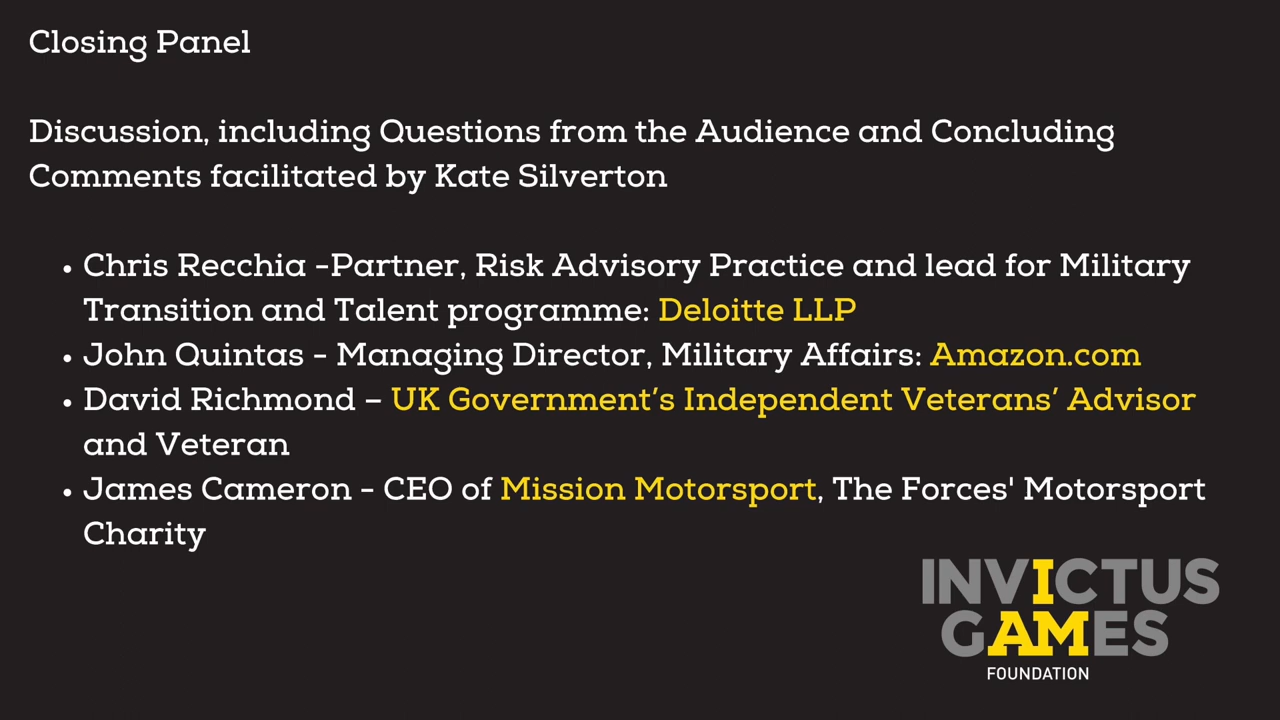 Closing Panel
Discussion, including Questions from the Audience and Concluding
Comments facilitated by Kate Silverton
• Chris Recchia -Partner, Risk Advisory Practice and lead for Military
Transition and Talent programme: Deloitte LLP
• John Quintas - Managing Director, Military Affairs: Amazon.com
• David Richmond – UK Government’s Independent Veterans’ Advisor
and Veteran
• James Cameron - CEO of Mission Motorsport, The Forces' Motorsport
Charity
INVICTUS
GAMES
FOUNDATION